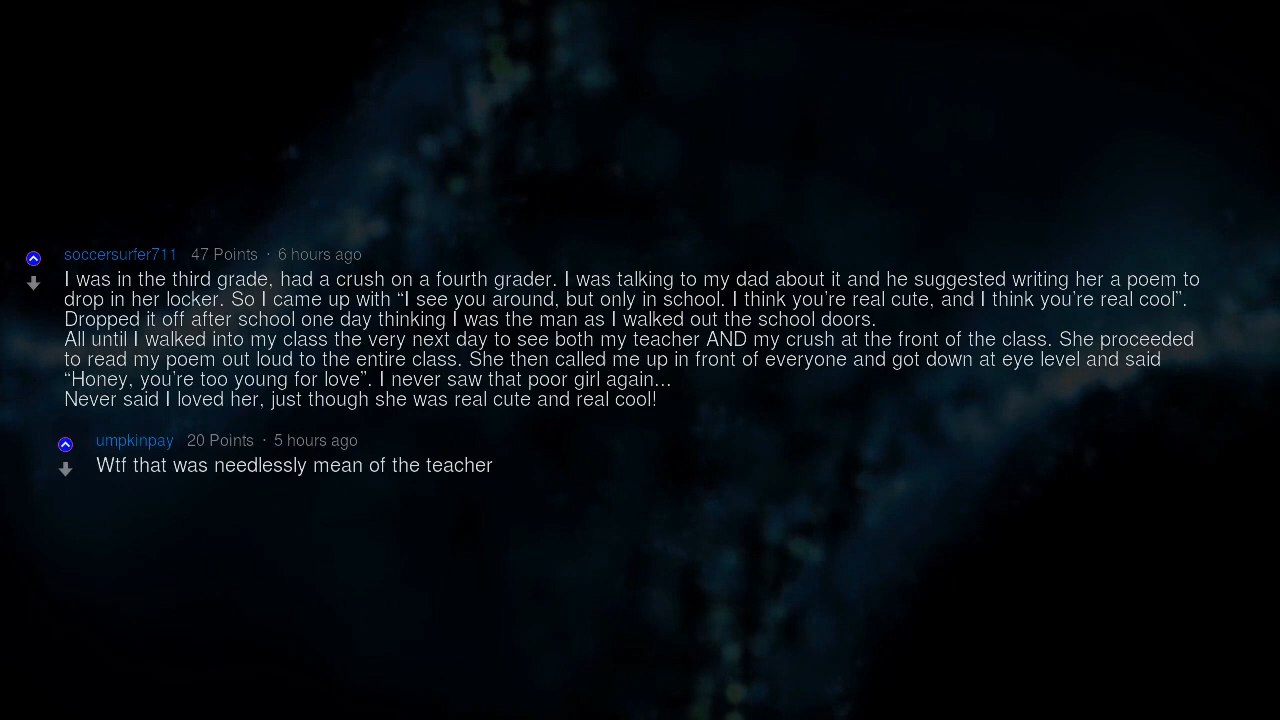 soccersurfer711 47 Points · 6 hours ago
I was in the third grade, had a crush on a fourth grader. I was talking to my dad about it and he suggested writing her a poem to
drop in her locker. So I came up with “I see you around, but only in school. I think you’re real cute, and I think you’re real cool”.
Dropped it off after school one day thinking I was the man as I walked out the school doors.
All until I walked into my class the very next day to see both my teacher AND my crush at the front of the class. She proceeded
to read my poem out loud to the entire class. She then called me up in front of everyone and got down at eye level and said
“Honey, you’re too young for love”. I never saw that poor girl again...
Never said I loved her, just though she was real cute and real cool!
umpkinpay 20 Points · 5 hours ago
Wtf that was needlessly mean of the teacher